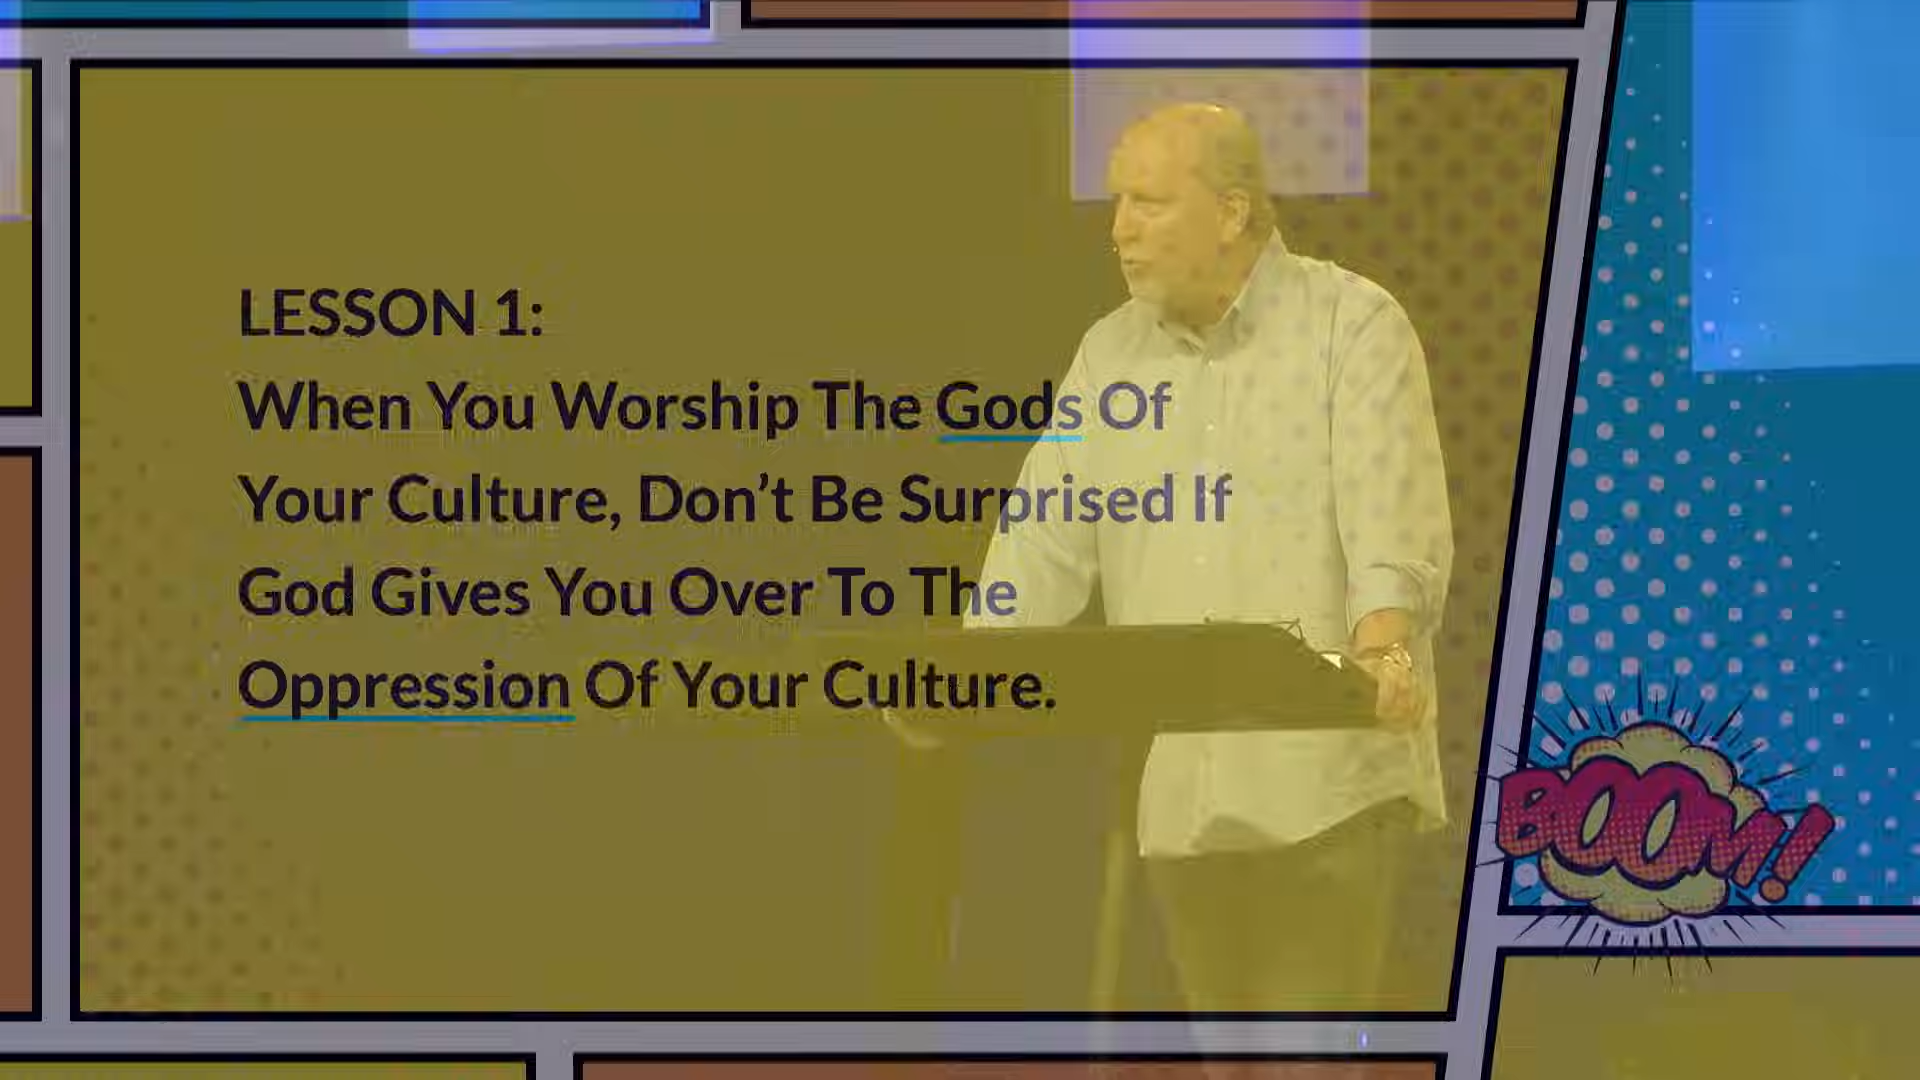 LESSON 1:
When You Worship The Gods Of
Your Culture, Don't Be Surprised If
God Gives You Over To The
Oppression Of Your Culture.
BOOM!